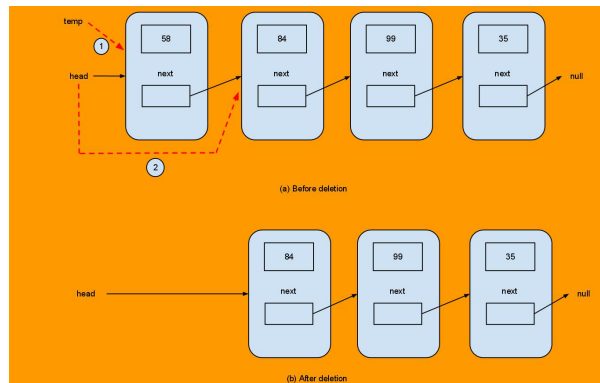 temp
1
58
84
99
35
head
next
next
next
next
null
2
(a) Before deletion
84
99
35
head
next
next
next
null
(b) After deletion